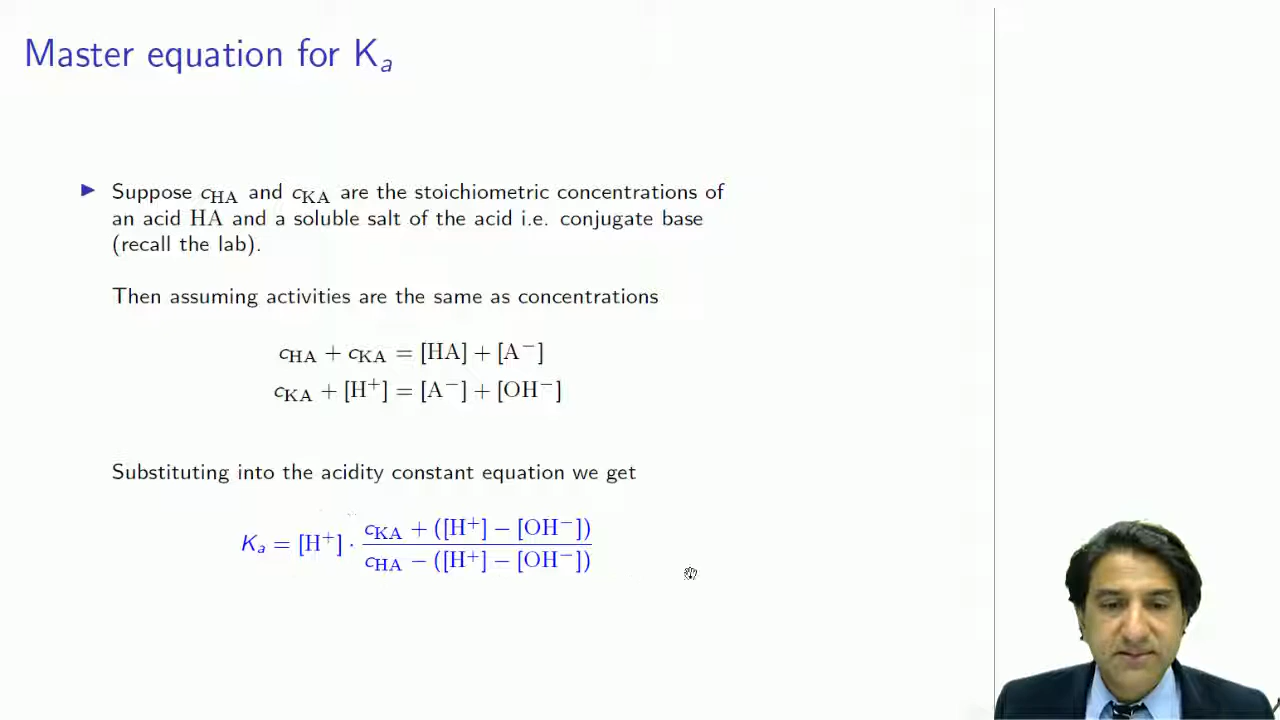 Master equation for Kₐ
▶ Suppose c_HA and c_KA are the stoichiometric concentrations of
an acid HA and a soluble salt of the acid i.e. conjugate base
(recall the lab).
Then assuming activities are the same as concentrations
c_HA + c_KA = [HA] + [A⁻]
c_KA + [H⁺] = [A⁻] + [OH⁻]
Substituting into the acidity constant equation we get
Kₐ = [H⁺] · (c_KA + ([H⁺] − [OH⁻])) / (c_HA − ([H⁺] − [OH⁻]))